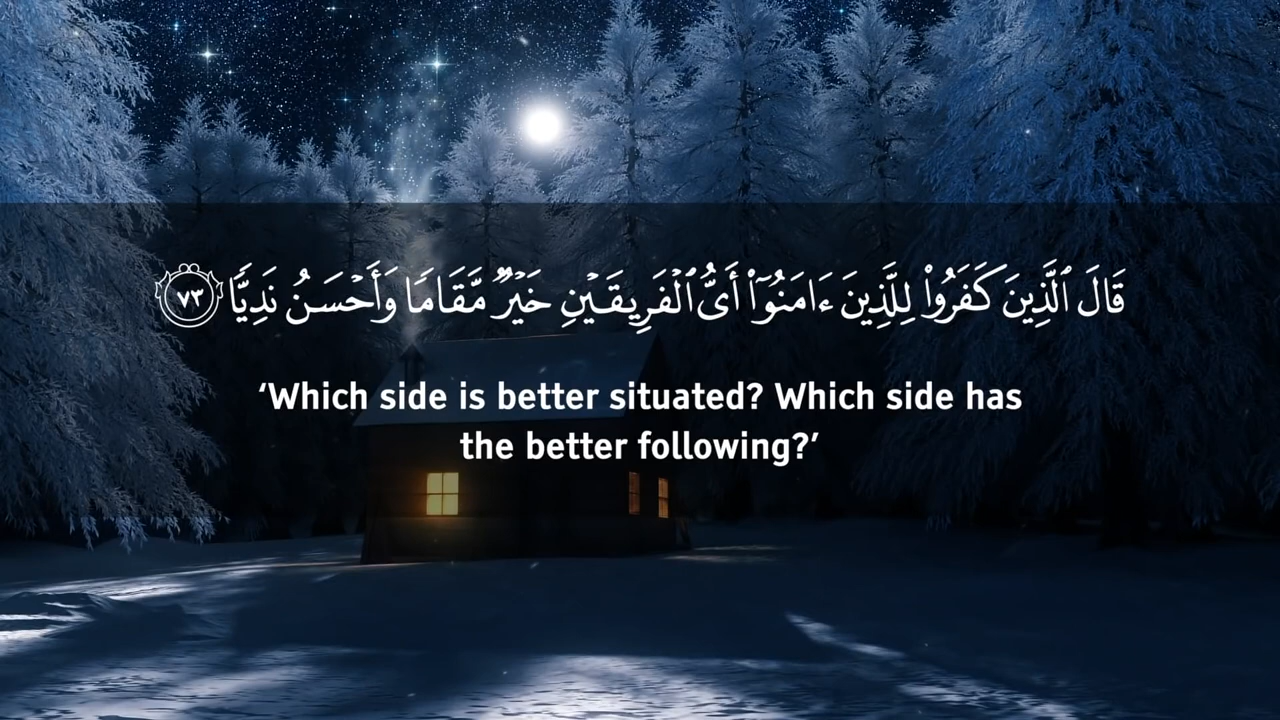 قَالَ ٱلَّذِينَ كَفَرُوا۟ لِلَّذِينَ ءَامَنُوٓا۟ أَىُّ ٱلْفَرِيقَيْنِ خَيْرٌ مَّقَامًا وَأَحْسَنُ نَدِيًّا ٧٣
‘Which side is better situated? Which side has
the better following?’